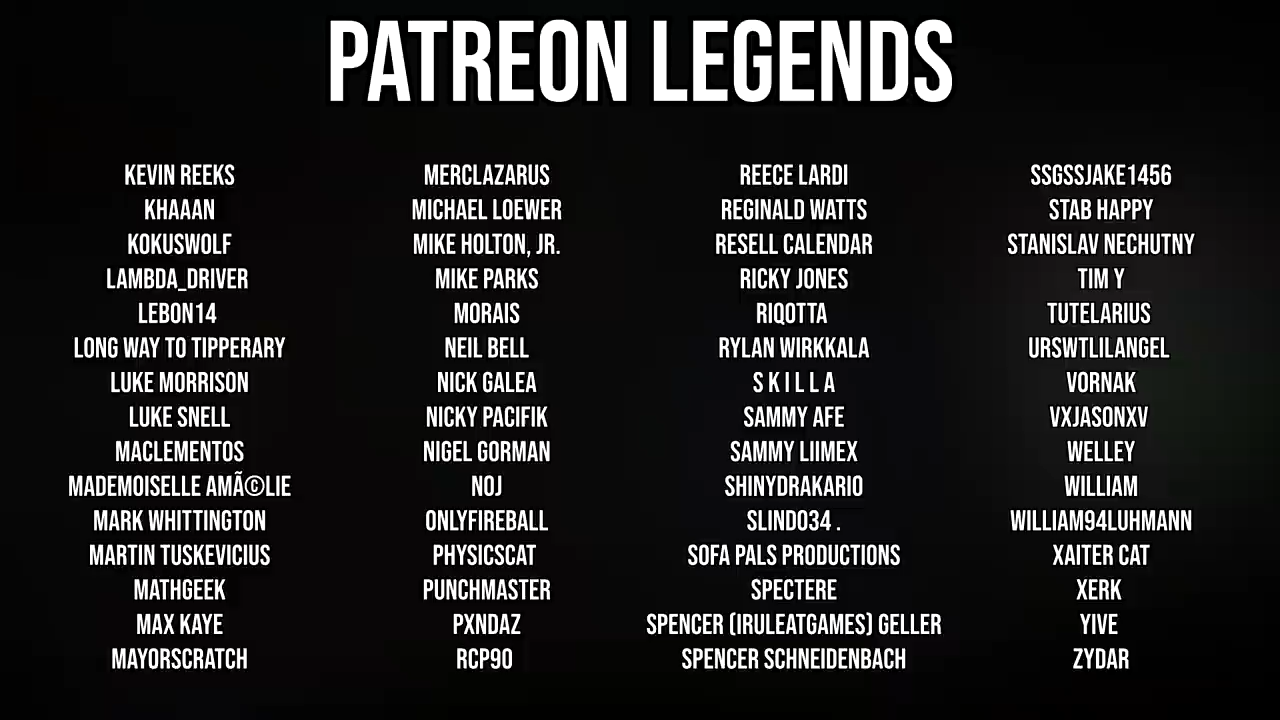 PATREON LEGENDS
KEVIN REEKS
KHAAAN
KOKUSWOLF
LAMBDA_DRIVER
LEBON14
LONG WAY TO TIPPERARY
LUKE MORRISON
LUKE SNELL
MACLEMENTOS
MADEMOISELLE AMÃ©LIE
MARK WHITTINGTON
MARTIN TUSKEVICIUS
MATHGEEK
MAX KAYE
MAYORSCRATCH
MERCLAZARUS
MICHAEL LOEWER
MIKE HOLTON, JR.
MIKE PARKS
MORAIS
NEIL BELL
NICK GALEA
NICKY PACIFIK
NIGEL GORMAN
NOJ
ONLYFIREBALL
PHYSICSCAT
PUNCHMASTER
PXNDAZ
RCP90
REECE LARDI
REGINALD WATTS
RESELL CALENDAR
RICKY JONES
RIQOTTA
RYLAN WIRKKALA
S K I L L A
SAMMY AFE
SAMMY LIIMEX
SHINYDRAKARIO
SLINDO34 .
SOFA PALS PRODUCTIONS
SPECTERE
SPENCER (IRULEATGAMES) GELLER
SPENCER SCHNEIDENBACH
SSGSSJAKE1456
STAB HAPPY
STANISLAV NECHUTNY
TIM Y
TUTELARIUS
URSWTLILANGEL
VORNAK
VXJASONXV
WELLEY
WILLIAM
WILLIAM94LUHMANN
XAITER CAT
XERK
YIVE
ZYDAR